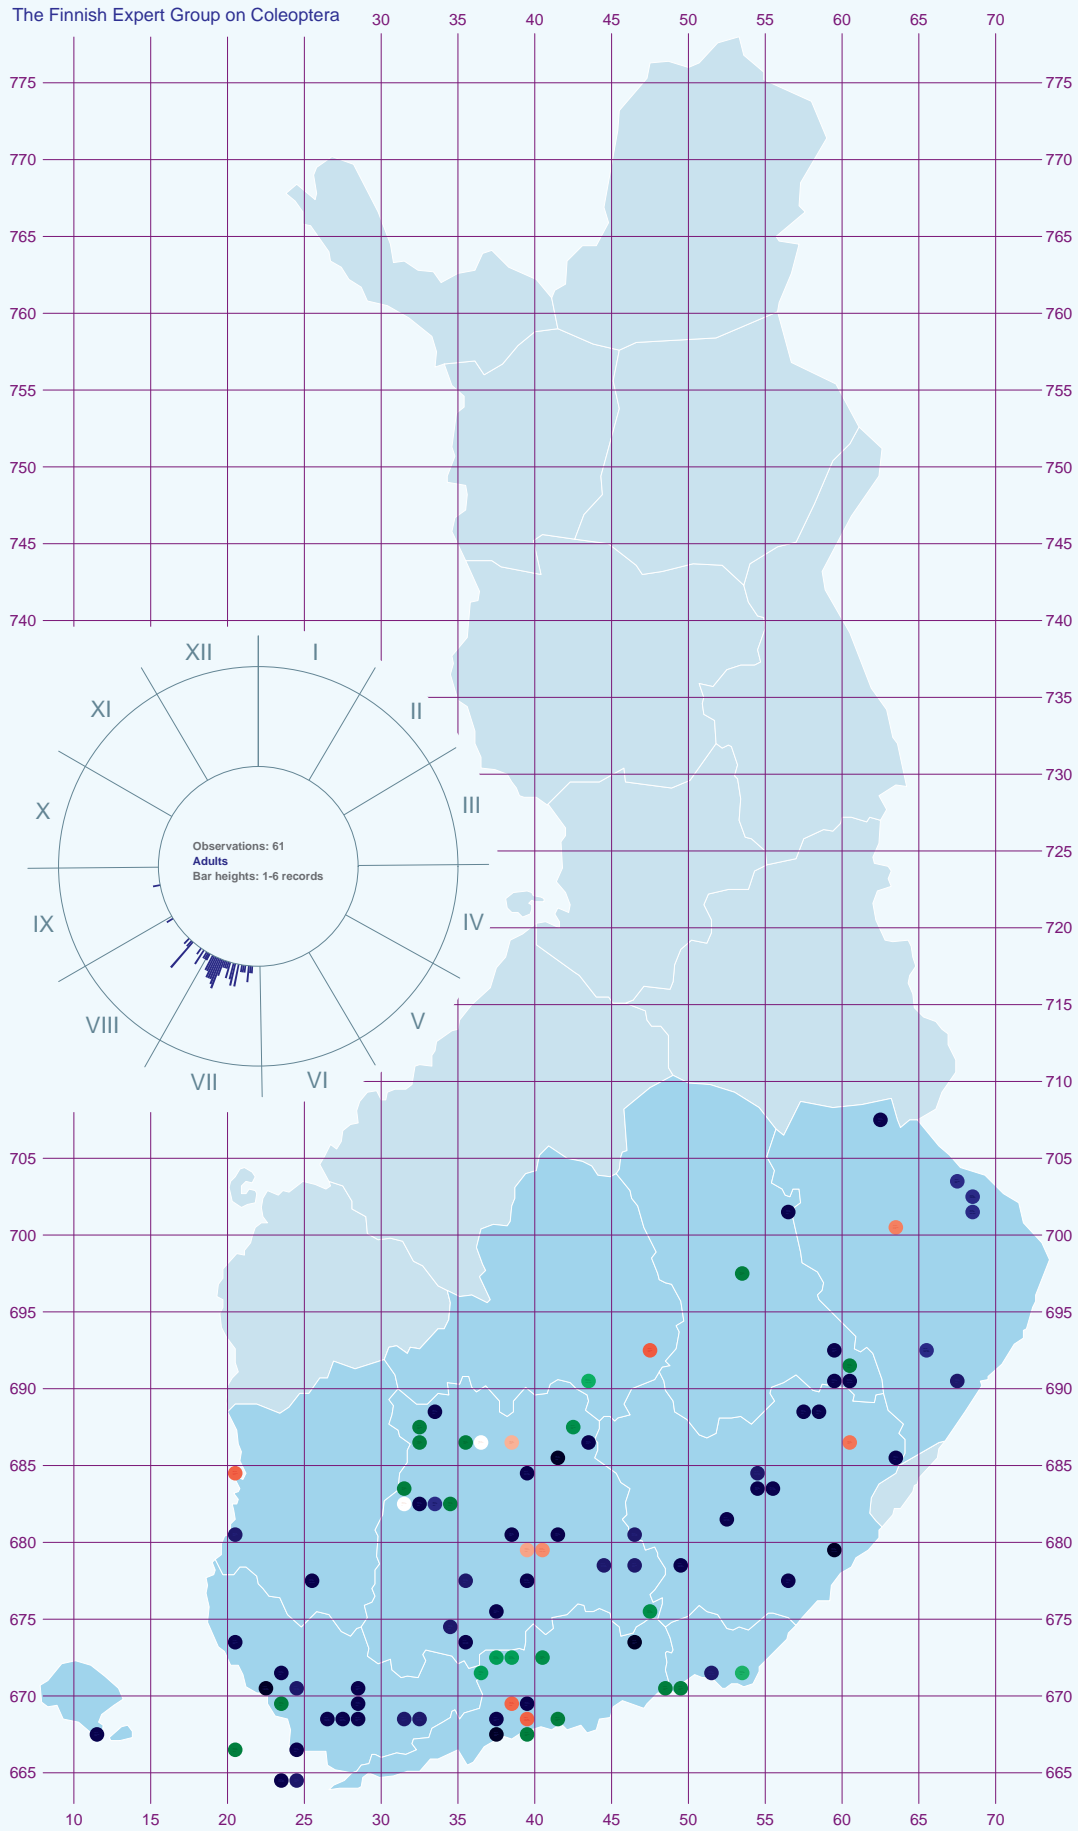 The Finnish Expert Group on Coleoptera
30 35 40 45 50 55 60 65 70
775 775
770 770
765 765
760 760
755 755
750 750
745 745
740 740
XII I
XI II
735
730
X III
725
Observations: 61
Adults
Bar heights: 1-6 records
IX IV
720
715
VIII V
VII VI
710
705 705
700 700
695 695
690 690
685 685
680 680
675 675
670 670
665 665
10 15 20 25 30 35 40 45 50 55 60 65 70